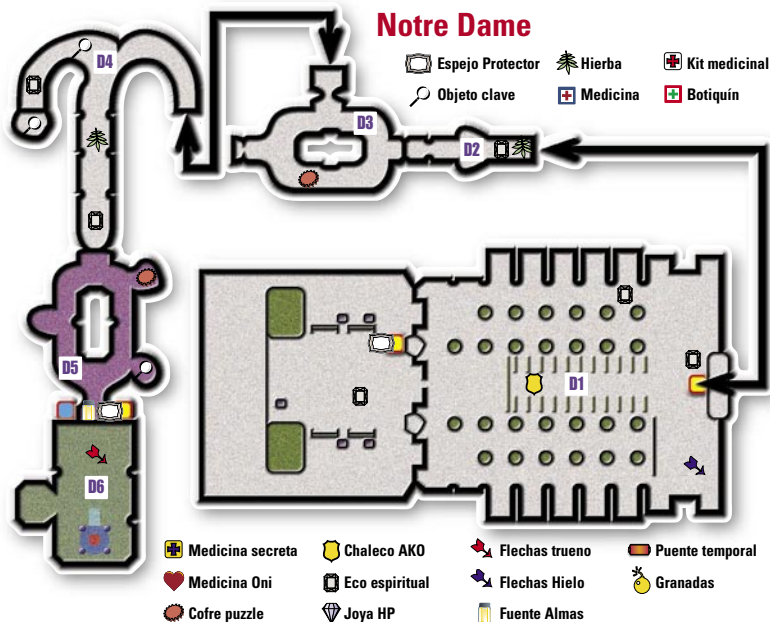 Notre Dame
Espejo Protector Hierba Kit medicinal
Objeto clave Medicina Botiquín
D4
D3
D2
D1
D5
D6
Medicina secreta Chaleco AKO Flechas trueno Puente temporal
Medicina Oni Eco espiritual Flechas Hielo Granadas
Cofre puzzle Joya HP Fuente Almas